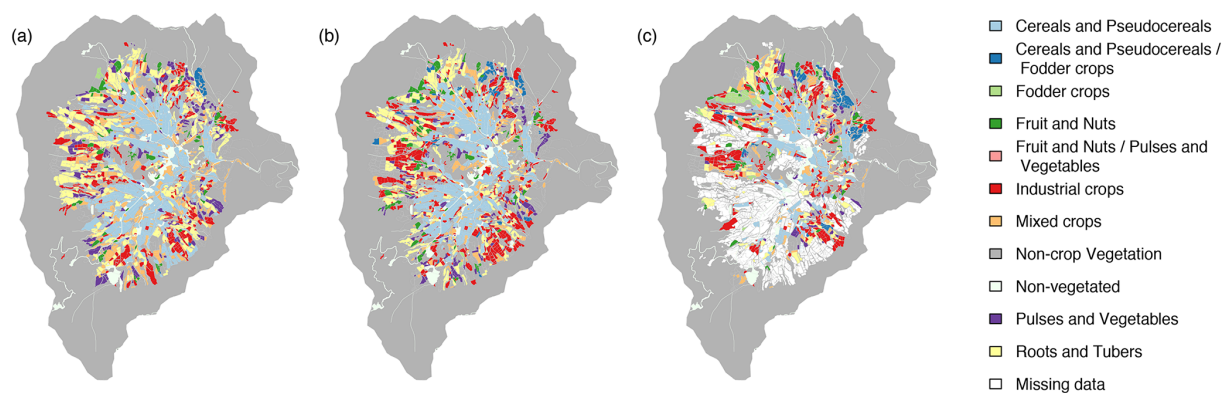 (a)
(b)
(c)
Cereals and Pseudocereals
Cereals and Pseudocereals /
Fodder crops
Fodder crops
Fruit and Nuts
Fruit and Nuts / Pulses and
Vegetables
Industrial crops
Mixed crops
Non-crop Vegetation
Non-vegetated
Pulses and Vegetables
Roots and Tubers
Missing data